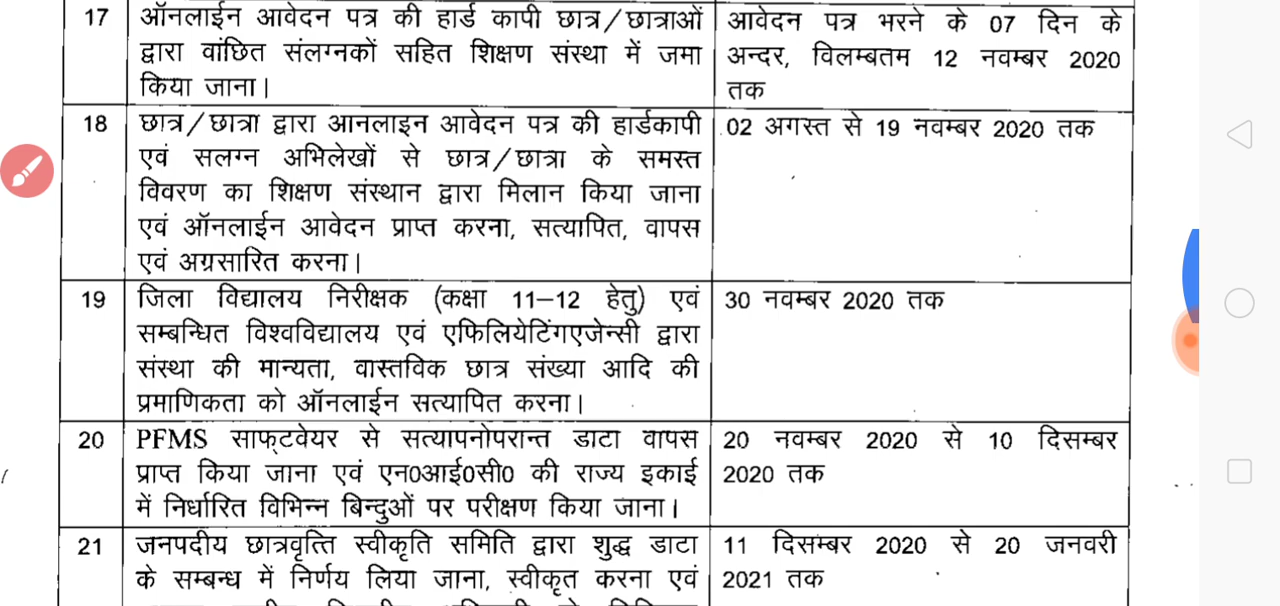 17 ऑनलाईन आवेदन पत्र की हार्ड कापी छात्र/छात्राओं
द्वारा वांछित संलग्नकों सहित शिक्षण संस्था में जमा
किया जाना।
आवेदन पत्र भरने के 07 दिन के
अन्दर, विलम्बतम 12 नवम्बर 2020
तक
18 छात्र/छात्रा द्वारा आनलाइन आवेदन पत्र की हार्डकापी
एवं सलग्न अभिलेखों से छात्र/छात्रा के समस्त
विवरण का शिक्षण संस्थान द्वारा मिलान किया जाना
एवं ऑनलाईन आवेदन प्राप्त करना, सत्यापित, वापस
एवं अग्रसारित करना।
02 अगस्त से 19 नवम्बर 2020 तक
19 जिला विद्यालय निरीक्षक (कक्षा 11–12 हेतु) एवं
सम्बन्धित विश्वविद्यालय एवं एफिलियेटिंगएजेन्सी द्वारा
संस्था की मान्यता, वास्तविक छात्र संख्या आदि की
प्रमाणिकता को ऑनलाईन सत्यापित करना।
30 नवम्बर 2020 तक
20 PFMS साफ्टवेयर से सत्यापनोपरान्त डाटा वापस
प्राप्त किया जाना एवं एन0आई0सी0 की राज्य इकाई
में निर्धारित विभिन्न बिन्दुओं पर परीक्षण किया जाना।
20 नवम्बर 2020 से 10 दिसम्बर
2020 तक
21 जनपदीय छात्रवृत्ति स्वीकृति समिति द्वारा शुद्ध डाटा
के सम्बन्ध में निर्णय लिया जाना, स्वीकृत करना एवं
11 दिसम्बर 2020 से 20 जनवरी
2021 तक